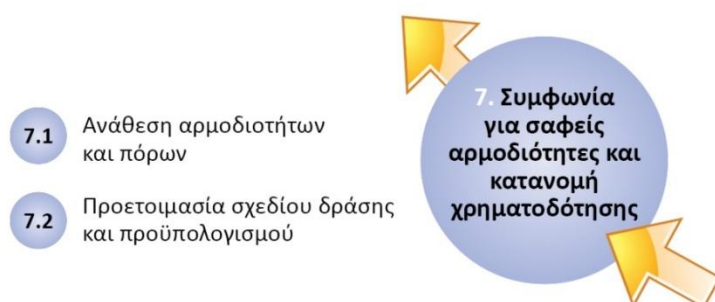 7.1 Ανάθεση αρμοδιοτήτων
και πόρων
7.2 Προετοιμασία σχεδίου δράσης
και προϋπολογισμού
7. Συμφωνία
για σαφείς
αρμοδιότητες και
κατανομή
χρηματοδότησης